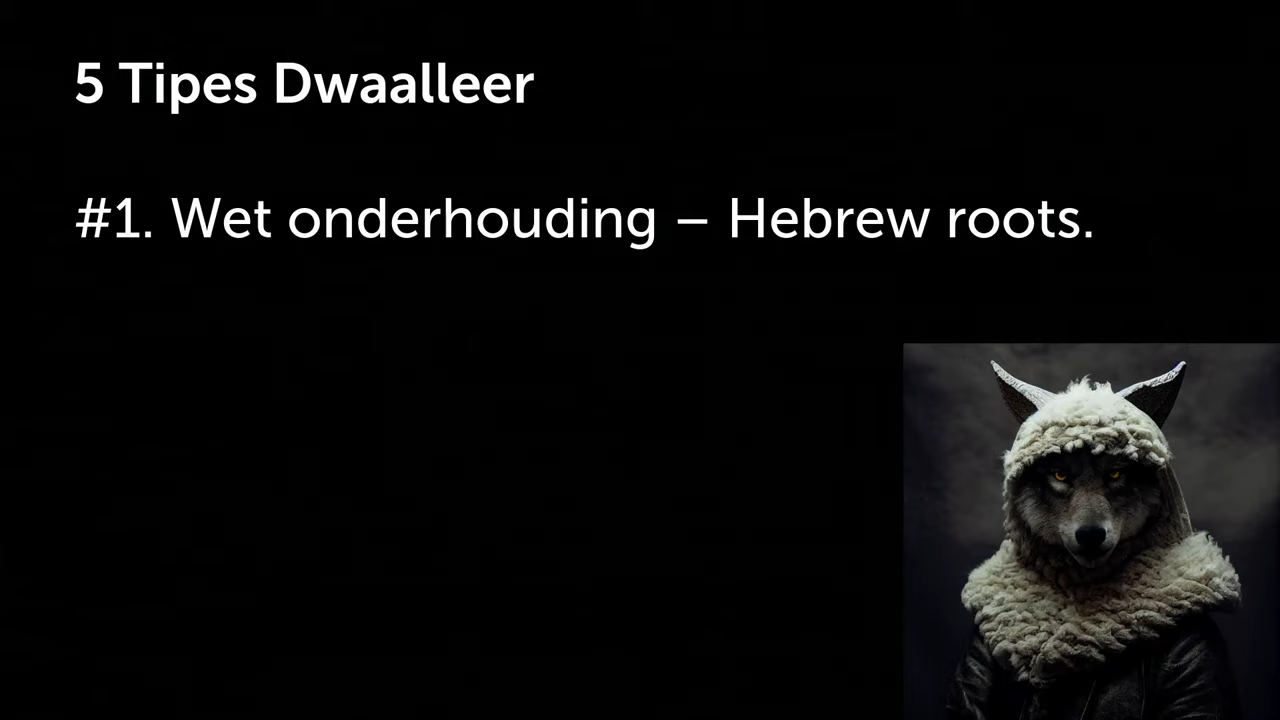 5 Tipes Dwaalleer
#1. Wet onderhouding – Hebrew roots.